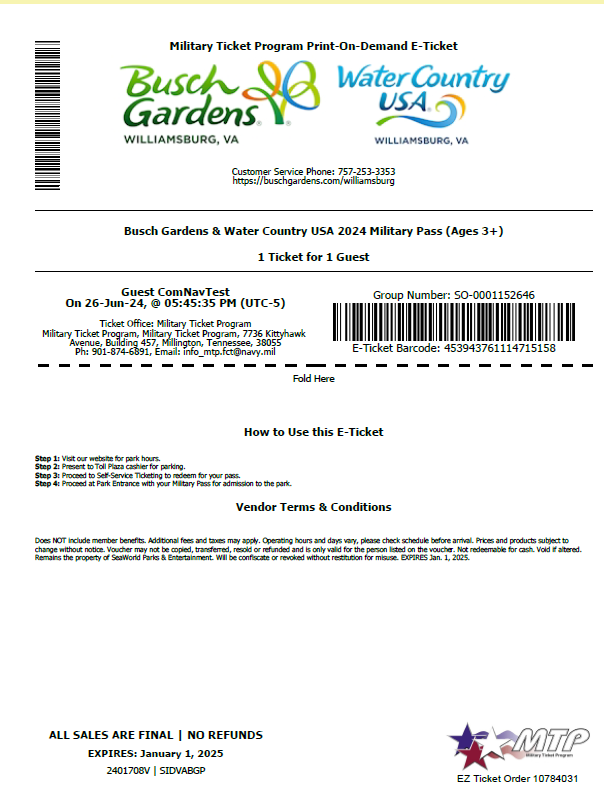 Military Ticket Program Print-On-Demand E-Ticket
Busch
Gardens®
WILLIAMSBURG, VA
Water Country
USA®
WILLIAMSBURG, VA
Customer Service Phone: 757-253-3353
https://buschgardens.com/williamsburg
Busch Gardens & Water Country USA 2024 Military Pass (Ages 3+)
1 Ticket for 1 Guest
Guest ComNavTest
On 26-Jun-24, @ 05:45:35 PM (UTC-5)
Ticket Office: Military Ticket Program
Military Ticket Program, Military Ticket Program, 7736 Kittyhawk
Avenue, Building 457, Millington, Tennessee, 38055
Ph: 901-874-6891, Email: info_mtp.fct@navy.mil
Group Number: SO-0001152646
E-Ticket Barcode: 453943761114715158
Fold Here
How to Use this E-Ticket
Step 1: Visit our website for park hours.
Step 2: Present to Toll Plaza cashier for parking.
Step 3: Proceed to Self-Service Ticketing to redeem for your pass.
Step 4: Proceed at Park Entrance with your Military Pass for admission to the park.
Vendor Terms & Conditions
Does NOT include member benefits. Additional fees and taxes may apply. Operating hours and days vary, please check schedule before arrival. Prices and products subject to
change without notice. Voucher may not be copied, transferred, resold or refunded and is only valid for the person listed on the voucher. Not redeemable for cash. Void if altered.
Remains the property of SeaWorld Parks & Entertainment. Will be confiscate or revoked without restitution for misuse. EXPIRES Jan. 1, 2025.
ALL SALES ARE FINAL | NO REFUNDS
EXPIRES: January 1, 2025
2401708V | SIDVABGP
MTP
Military Ticket Program
EZ Ticket Order 10784031